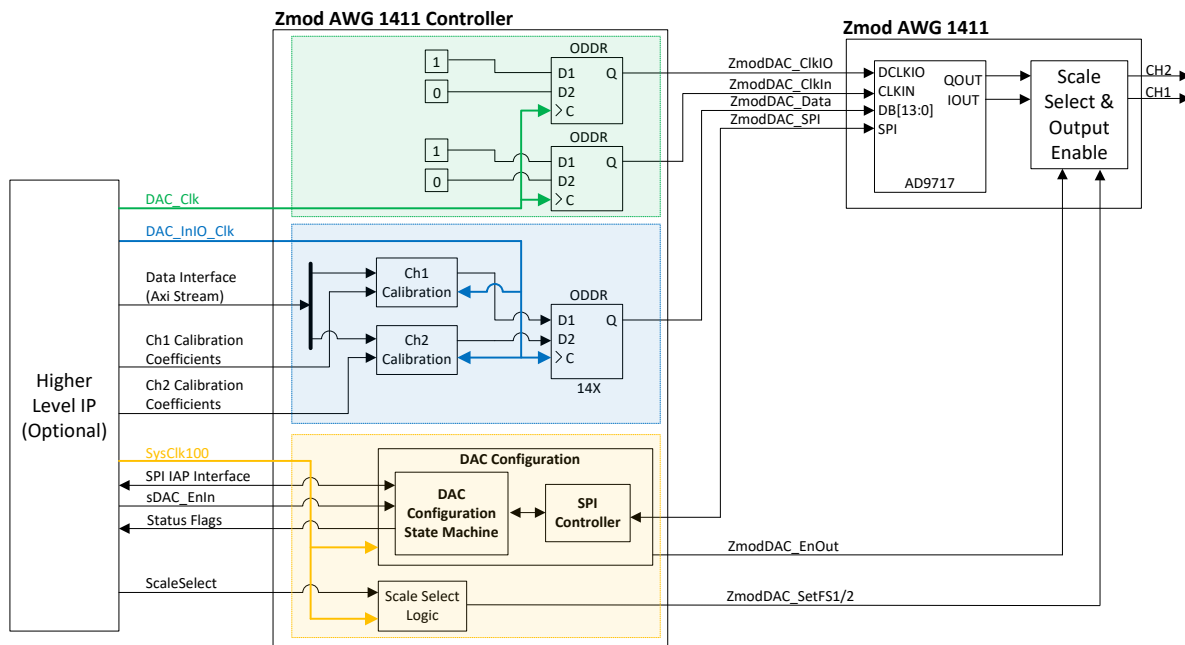 Zmod AWG 1411 Controller
Zmod AWG 1411
ODDR
1
0
D1
D2
C
Q
ODDR
1
0
D1
D2
C
Q
ZmodDAC_ClkIO
ZmodDAC_ClkIn
ZmodDAC_Data
ZmodDAC_SPI
DCLKIO
CLKIN
DB[13:0]
SPI
QOUT
IOUT
AD9717
Scale
Select &
Output
Enable
CH2
CH1
Higher
Level IP
(Optional)
DAC_Clk
DAC_InIO_Clk
Data Interface
(Axi Stream)
Ch1 Calibration
Coefficients
Ch2 Calibration
Coefficients
Ch1
Calibration
Ch2
Calibration
ODDR
D1
D2
C
Q
14X
SysClk100
SPI IAP Interface
sDAC_EnIn
Status Flags
ScaleSelect
DAC Configuration
DAC
Configuration
State Machine
SPI
Controller
Scale Select
Logic
ZmodDAC_EnOut
ZmodDAC_SetFS1/2